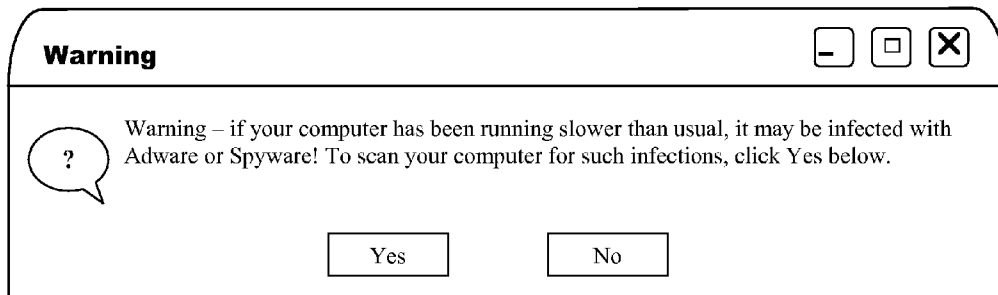 Warning
Warning – if your computer has been running slower than usual, it may be infected with
Adware or Spyware! To scan your computer for such infections, click Yes below.
?
Yes
No